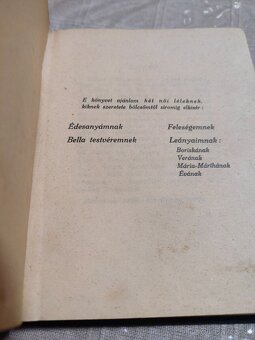 E könyvet ajánlom hét női léleknek,
kiknek szeretete bölcsőmtől síromig elkisér :
Édesanyámnak
Bella testvéremnek
Feleségemnek
Leányaimnak :
Boriskának
Verának
Mária-Mártának
Évának